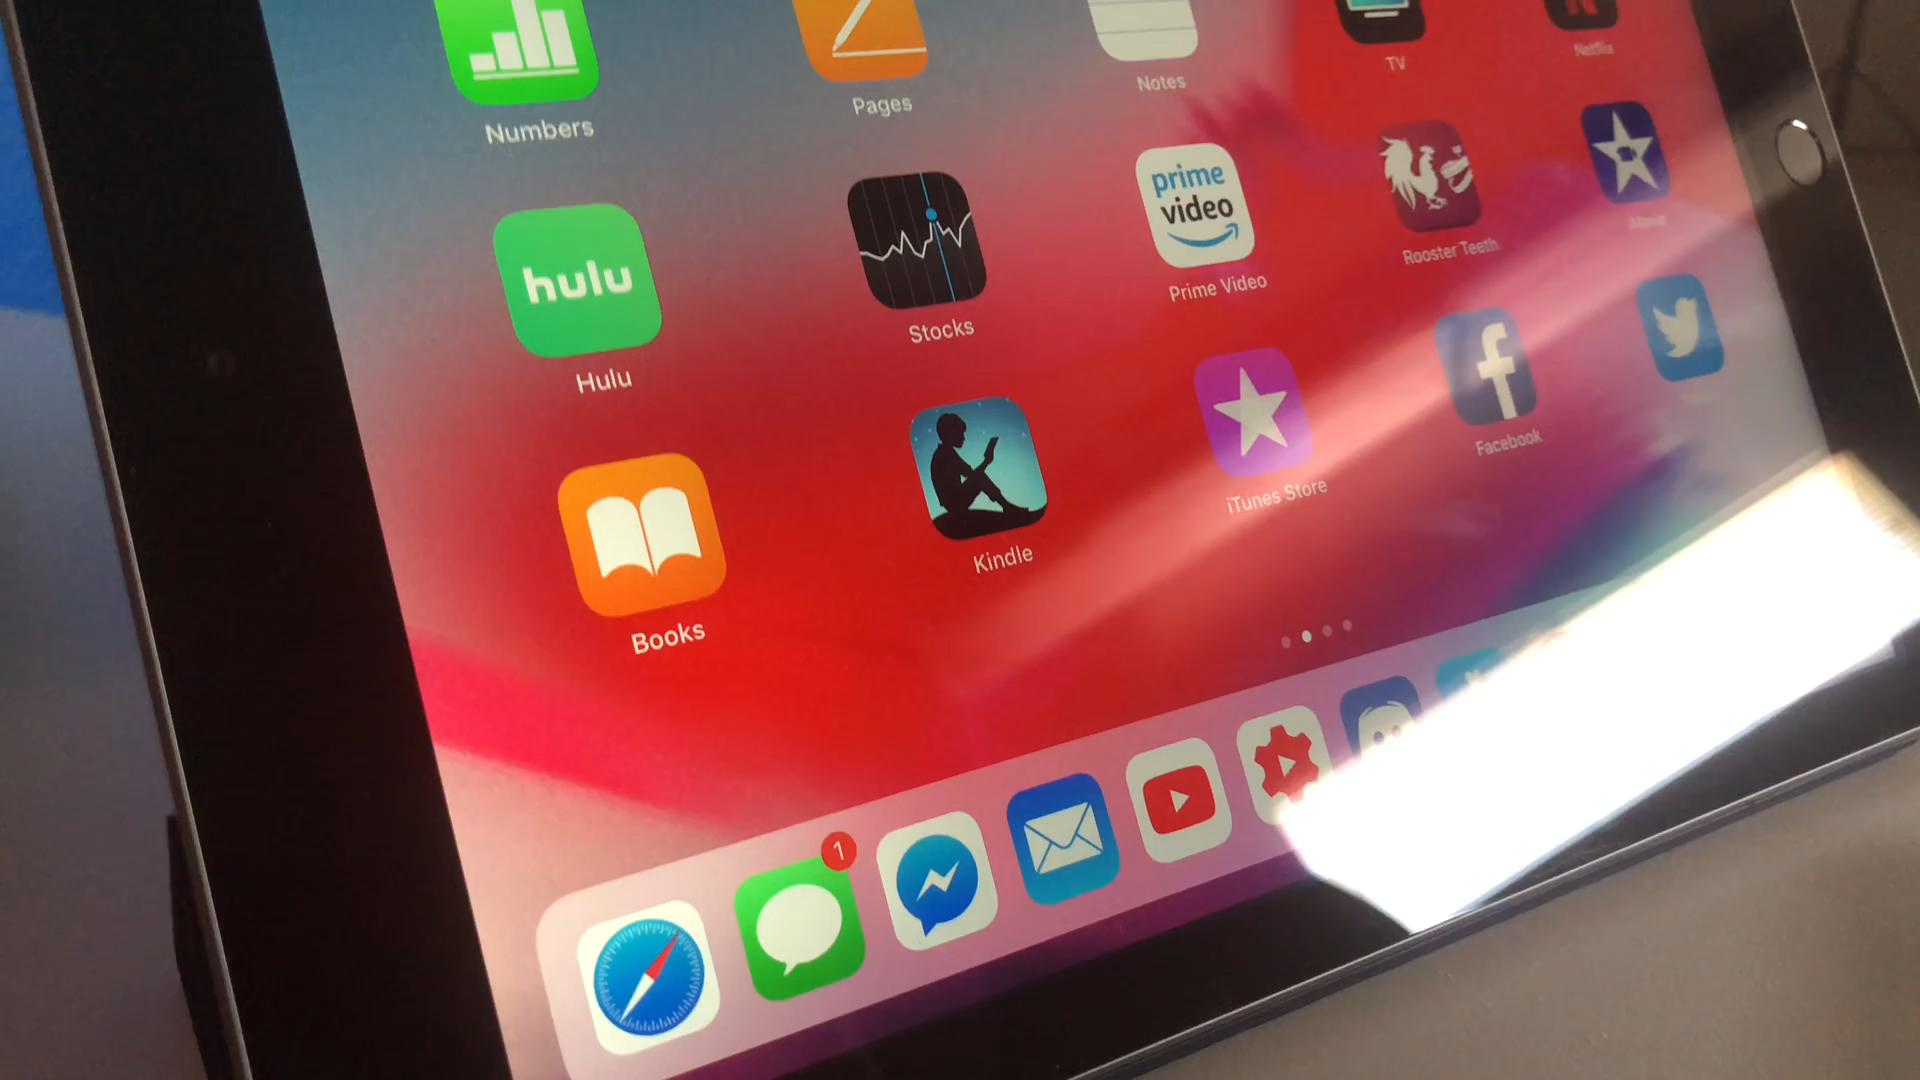 Numbers
Pages
Notes
TV
Netflix
hulu
Hulu
Stocks
prime
video
Prime Video
Rooster Teeth
Books
Kindle
iTunes Store
f
Facebook
1